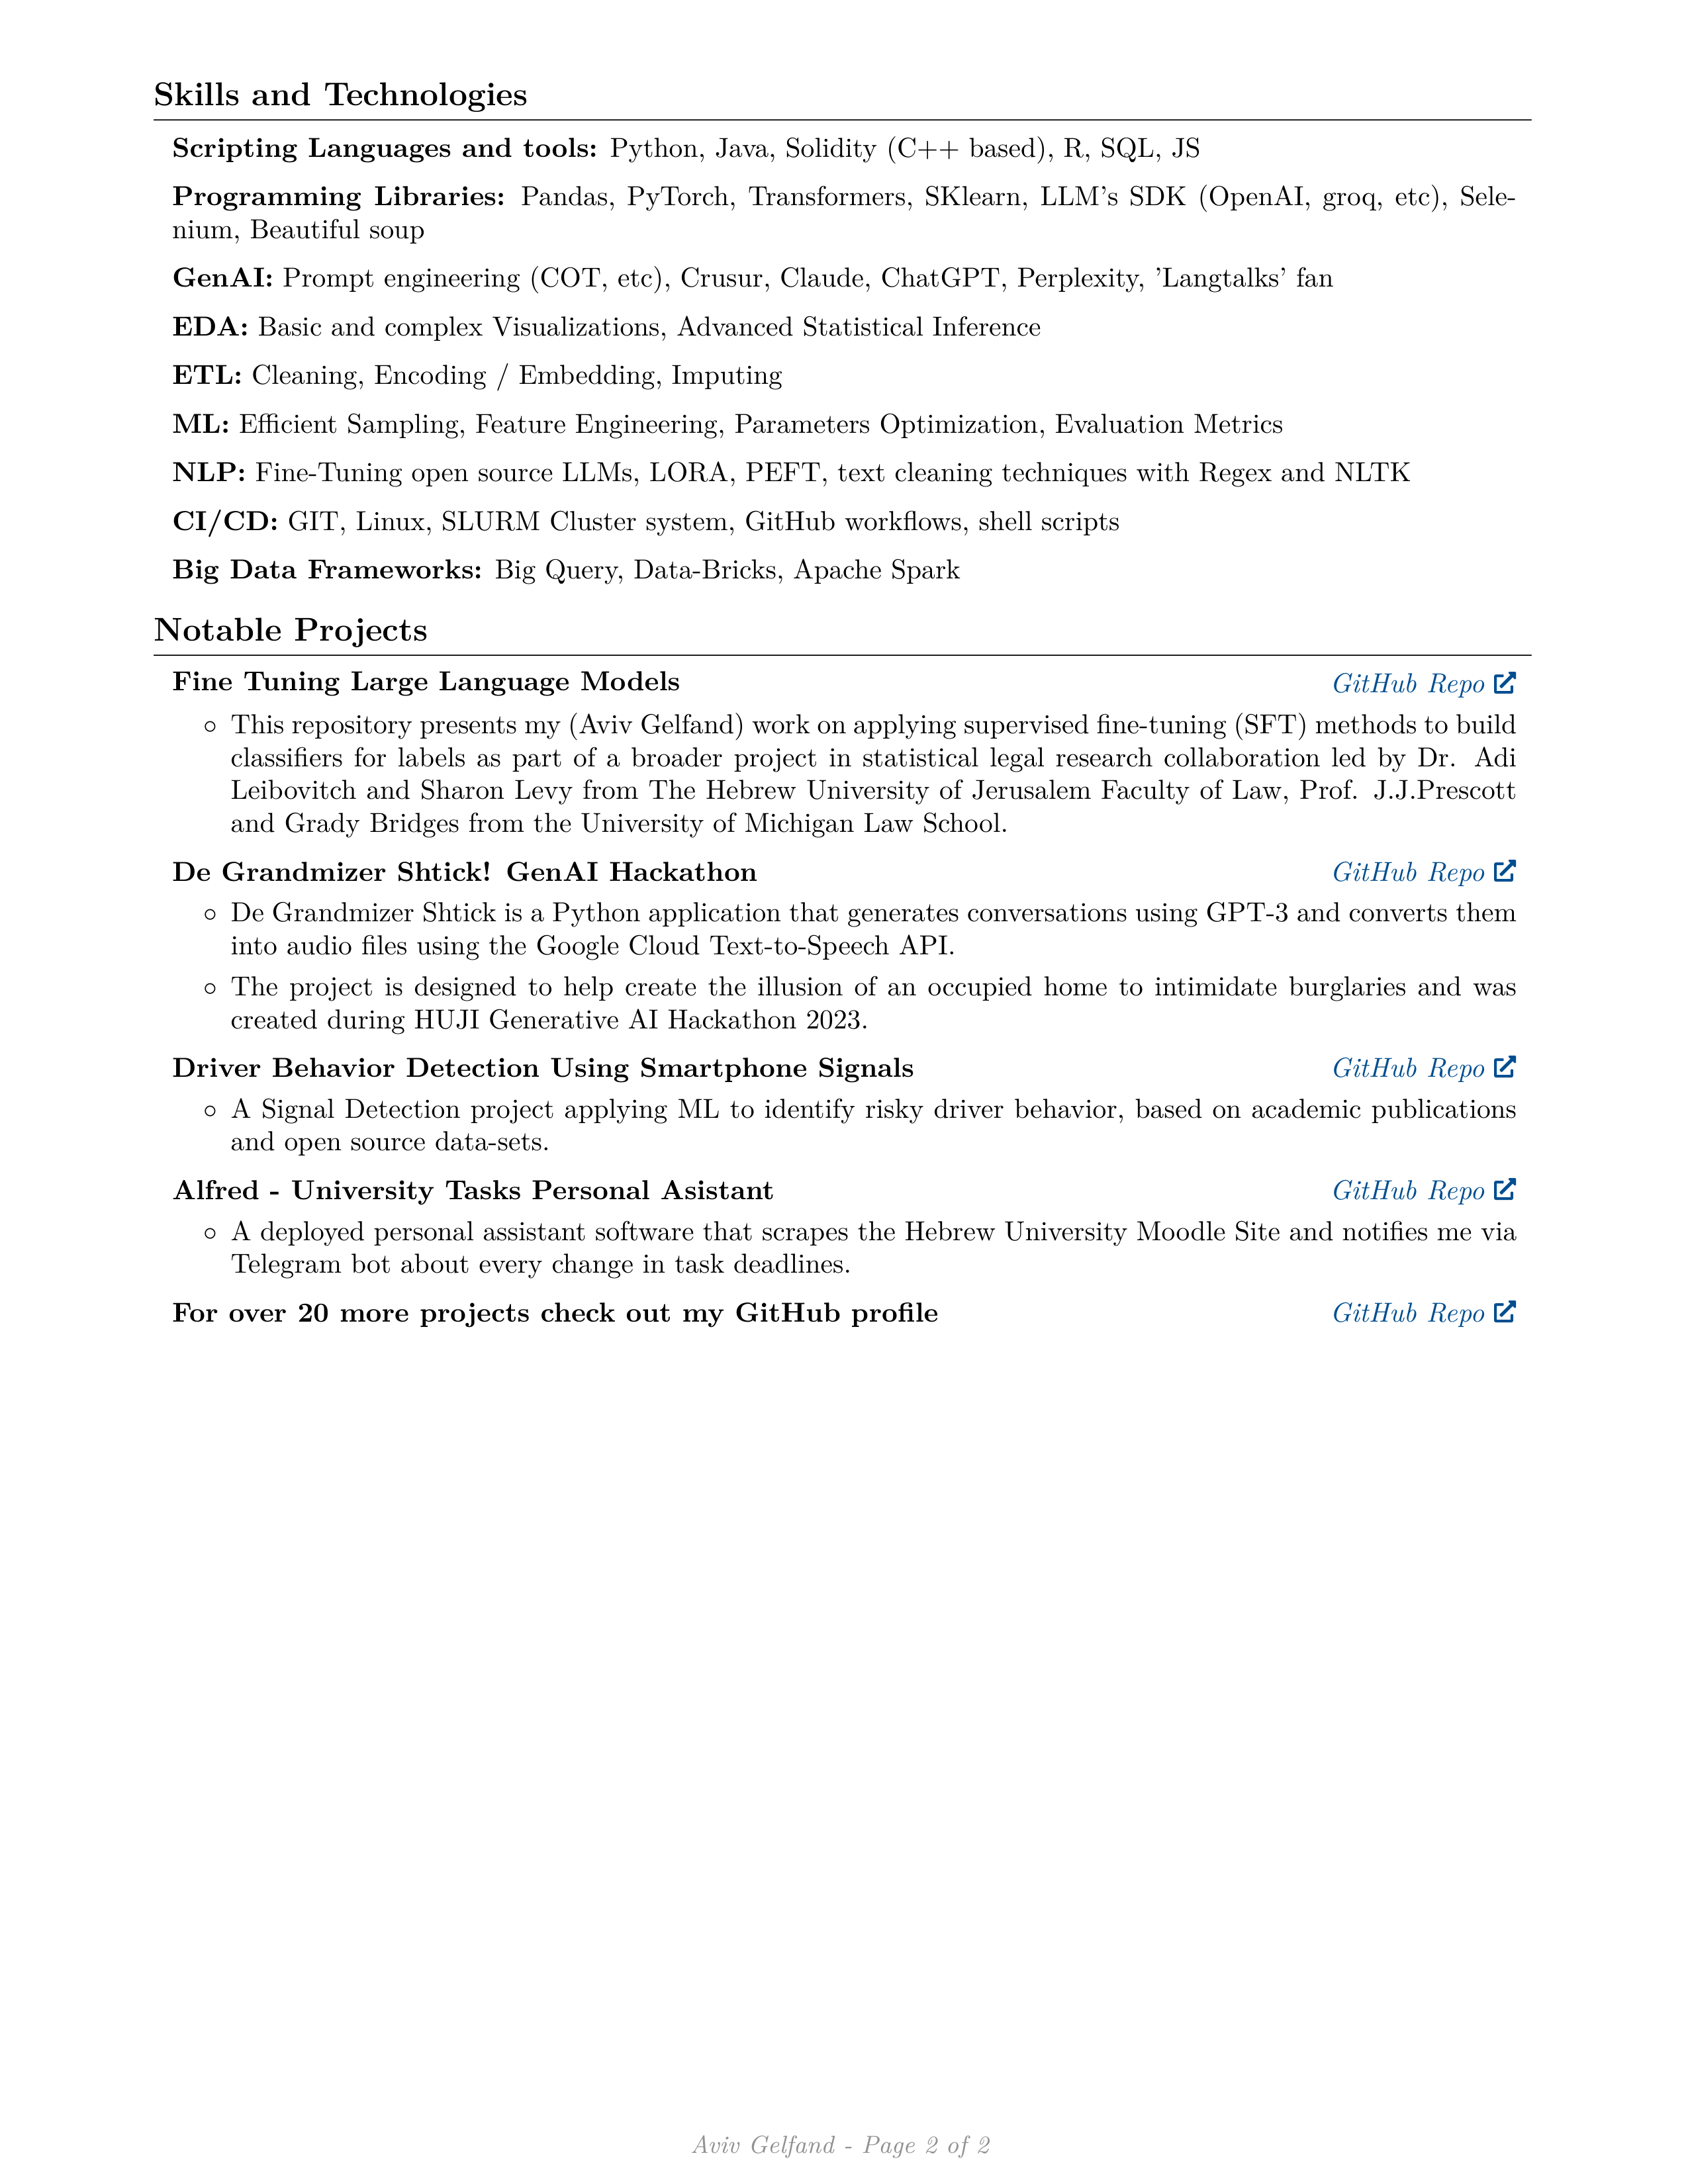 Skills and Technologies
Scripting Languages and tools: Python, Java, Solidity (C++ based), R, SQL, JS
Programming Libraries: Pandas, PyTorch, Transformers, SKlearn, LLM's SDK (OpenAI, groq, etc), Sele-
nium, Beautiful soup
GenAI: Prompt engineering (COT, etc), Crusur, Claude, ChatGPT, Perplexity, 'Langtalks' fan
EDA: Basic and complex Visualizations, Advanced Statistical Inference
ETL: Cleaning, Encoding / Embedding, Imputing
ML: Efficient Sampling, Feature Engineering, Parameters Optimization, Evaluation Metrics
NLP: Fine-Tuning open source LLMs, LORA, PEFT, text cleaning techniques with Regex and NLTK
CI/CD: GIT, Linux, SLURM Cluster system, GitHub workflows, shell scripts
Big Data Frameworks: Big Query, Data-Bricks, Apache Spark
Notable Projects
Fine Tuning Large Language Models GitHub Repo
◦ This repository presents my (Aviv Gelfand) work on applying supervised fine-tuning (SFT) methods to build
classifiers for labels as part of a broader project in statistical legal research collaboration led by Dr. Adi
Leibovitch and Sharon Levy from The Hebrew University of Jerusalem Faculty of Law, Prof. J.J.Prescott
and Grady Bridges from the University of Michigan Law School.
De Grandmizer Shtick! GenAI Hackathon GitHub Repo
◦ De Grandmizer Shtick is a Python application that generates conversations using GPT-3 and converts them
into audio files using the Google Cloud Text-to-Speech API.
◦ The project is designed to help create the illusion of an occupied home to intimidate burglaries and was
created during HUJI Generative AI Hackathon 2023.
Driver Behavior Detection Using Smartphone Signals GitHub Repo
◦ A Signal Detection project applying ML to identify risky driver behavior, based on academic publications
and open source data-sets.
Alfred - University Tasks Personal Asistant GitHub Repo
◦ A deployed personal assistant software that scrapes the Hebrew University Moodle Site and notifies me via
Telegram bot about every change in task deadlines.
For over 20 more projects check out my GitHub profile GitHub Repo
Aviv Gelfand - Page 2 of 2